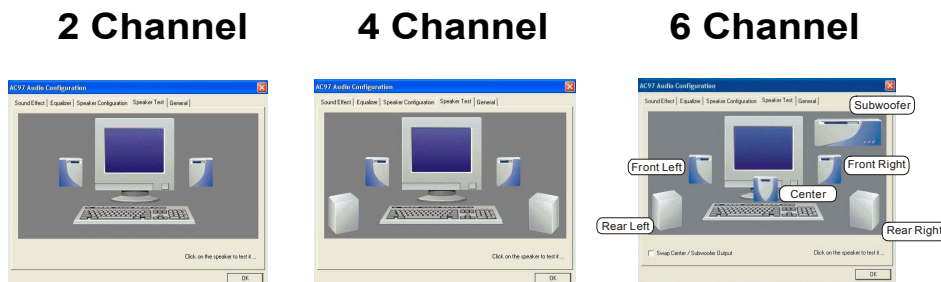 2 Channel 4 Channel 6 Channel
AC97 Audio Configuration
Sound Effect Equalizer Speaker Configuration Speaker Test General
Click on the speaker to test it ...
OK
AC97 Audio Configuration
Sound Effect Equalizer Speaker Configuration Speaker Test General
Click on the speaker to test it ...
OK
AC97 Audio Configuration
Sound Effect Equalizer Speaker Configuration Speaker Test General
Subwoofer
Front Left
Front Right
Center
Rear Left
Rear Right
Swap Center / Subwoofer Output
Click on the speaker to test it ...
OK